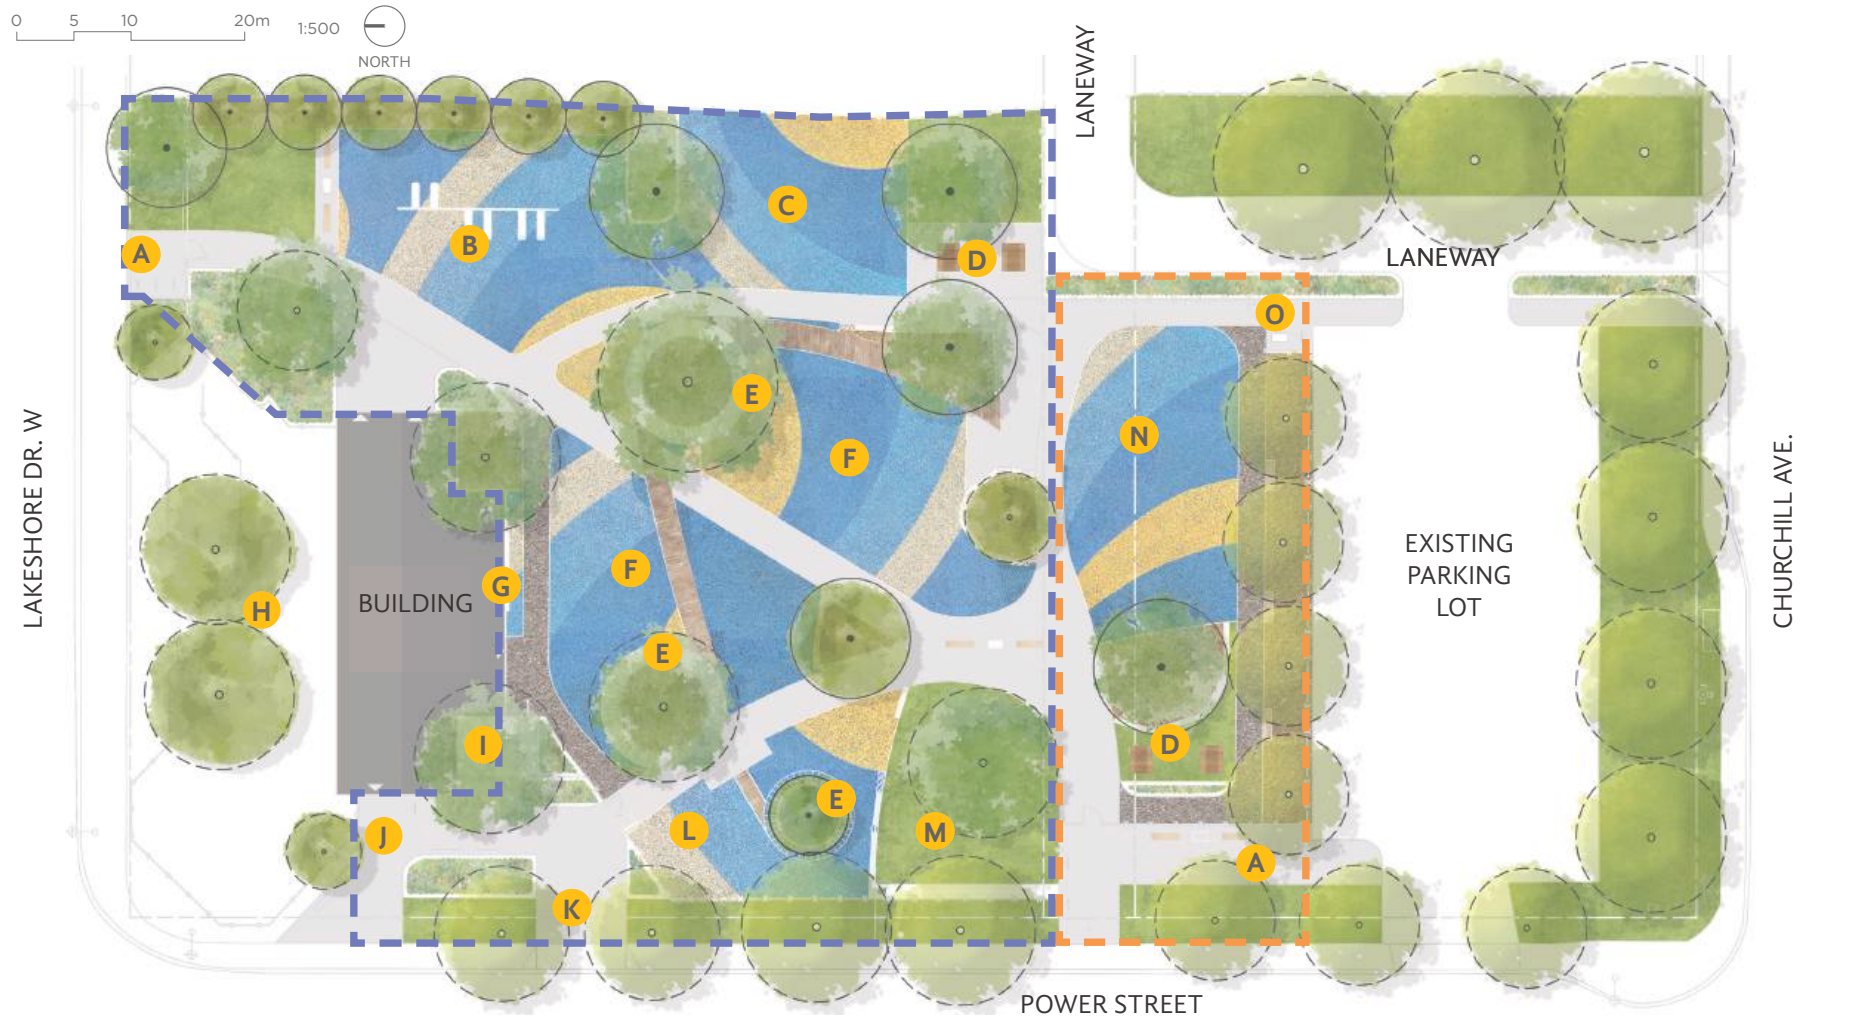 0 5 10 20m
1:500
NORTH
LANEWAY
LANEWAY
LAKESHORE DR. W
CHURCHILL AVE.
POWER STREET
BUILDING
EXISTING
PARKING
LOT
A
B
C
D
E
F
O
N
G
F
H
E
I
D
E
J
L
M
A
K